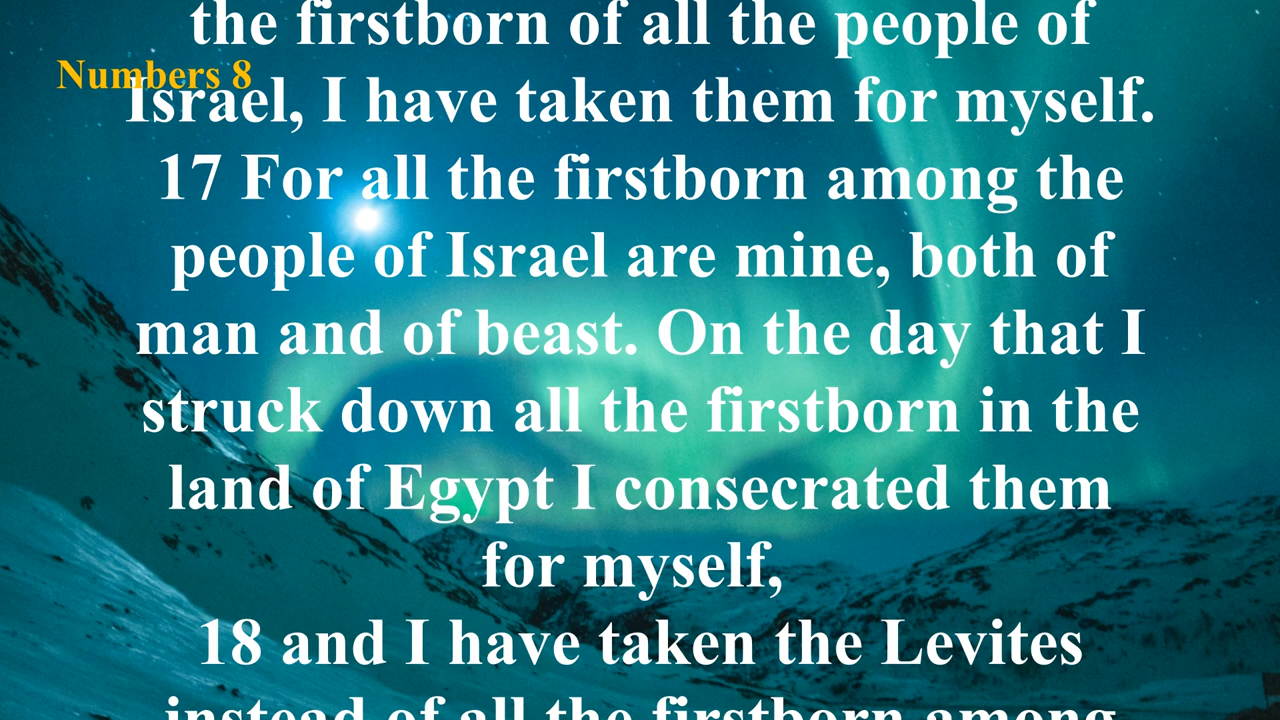 the firstborn of all the people of
Numbers 8
Israel, I have taken them for myself.
17 For all the firstborn among the
people of Israel are mine, both of
man and of beast. On the day that I
struck down all the firstborn in the
land of Egypt I consecrated them
for myself,
18 and I have taken the Levites
instead of all the firstborn among